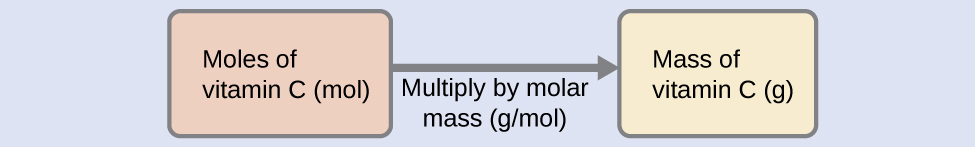 Moles of
vitamin C (mol)
Multiply by molar
mass (g/mol)
Mass of
vitamin C (g)